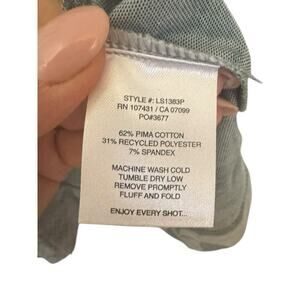 STYLE #: LS1383P
RN 107431 / CA 07099
PO#3677
62% PIMA COTTON
31% RECYCLED POLYESTER
7% SPANDEX
MACHINE WASH COLD
TUMBLE DRY LOW
REMOVE PROMPTLY
FLUFF AND FOLD
ENJOY EVERY SHOT...